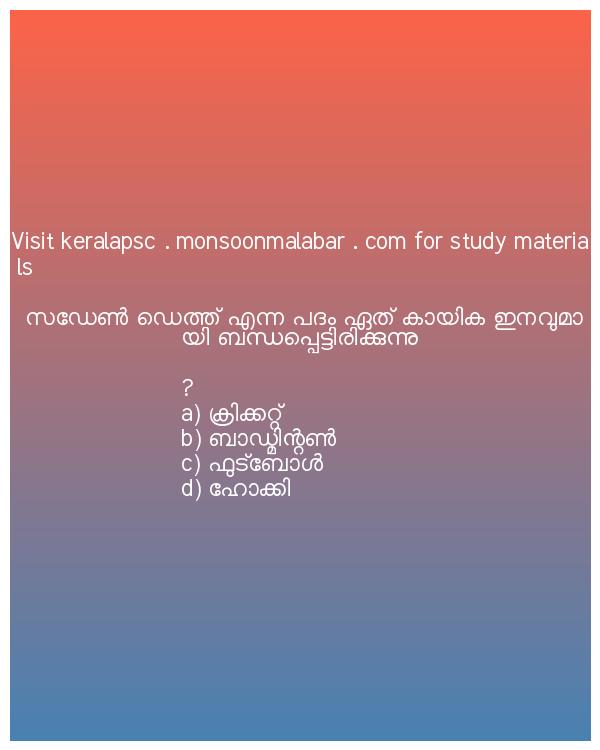 Visit keralapsc . monsoonmalabar . com for study materia
ls
സഡേൺ ഡെത്ത് എന്ന പദം ഏത് കായിക ഇനവുമാ
യി ബന്ധപ്പെട്ടിരിക്കുന്നു
?
a) ക്രിക്കറ്റ്
b) ബാഡ്മിന്റൺ
c) ഫുട്ബോൾ
d) ഹോക്കി